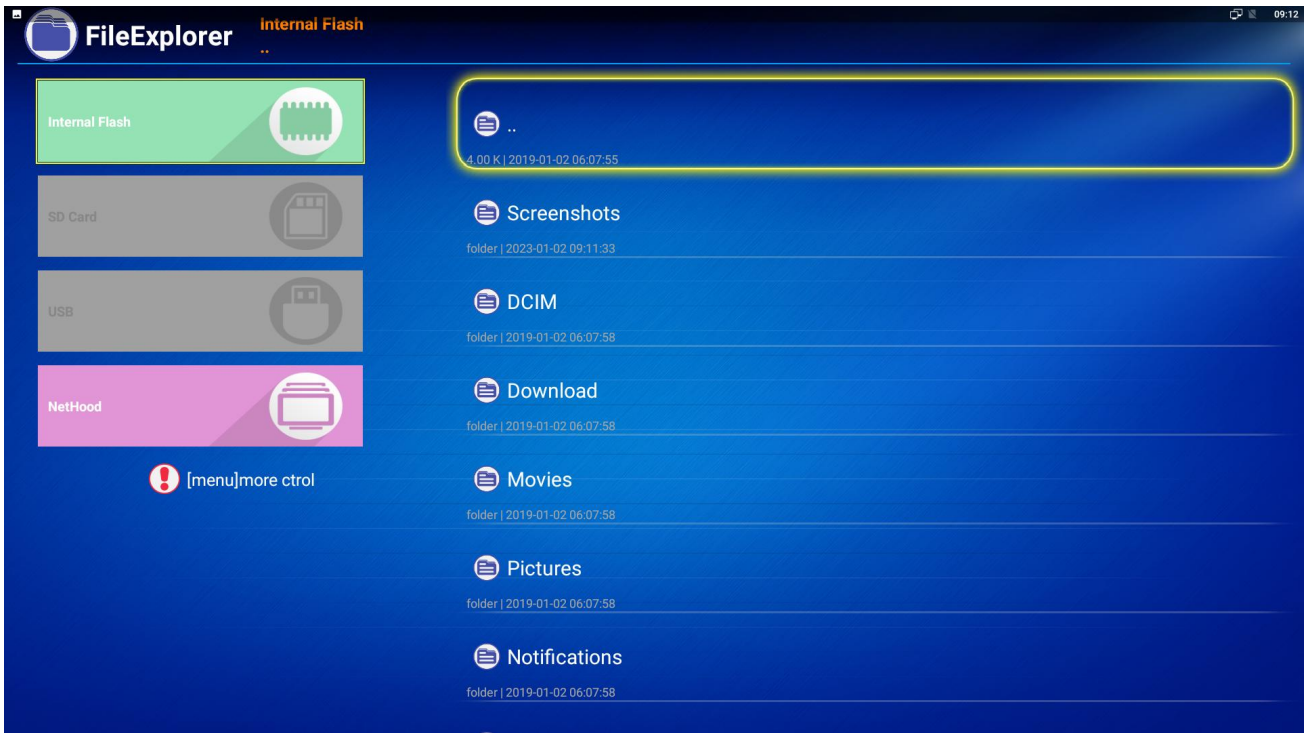 FileExplorer
Internal Flash
..
09:12
Internal Flash
SD Card
USB
NetHood
[menu]more ctrol
..
4.00 K | 2019-01-02 06:07:55
Screenshots
folder | 2023-01-02 09:11:33
DCIM
folder | 2019-01-02 06:07:58
Download
folder | 2019-01-02 06:07:58
Movies
folder | 2019-01-02 06:07:58
Pictures
folder | 2019-01-02 06:07:58
Notifications
folder | 2019-01-02 06:07:58